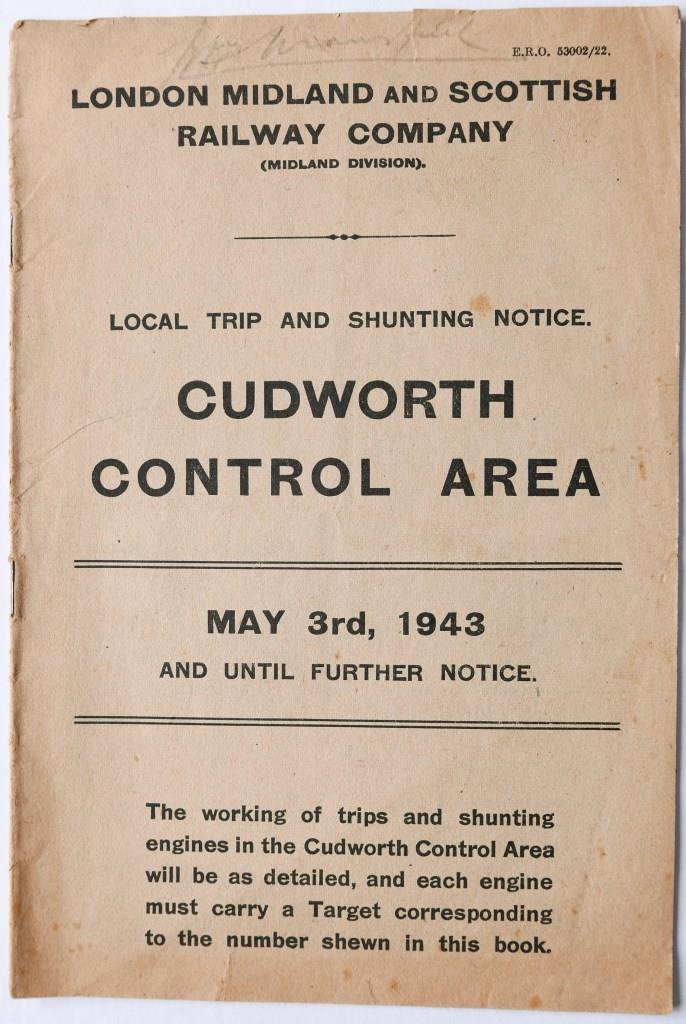 E.R.O. 53002/22.
LONDON MIDLAND AND SCOTTISH
RAILWAY COMPANY
(MIDLAND DIVISION).
LOCAL TRIP AND SHUNTING NOTICE.
CUDWORTH
CONTROL AREA
MAY 3rd, 1943
AND UNTIL FURTHER NOTICE.
The working of trips and shunting
engines in the Cudworth Control Area
will be as detailed, and each engine
must carry a Target corresponding
to the number shewn in this book.